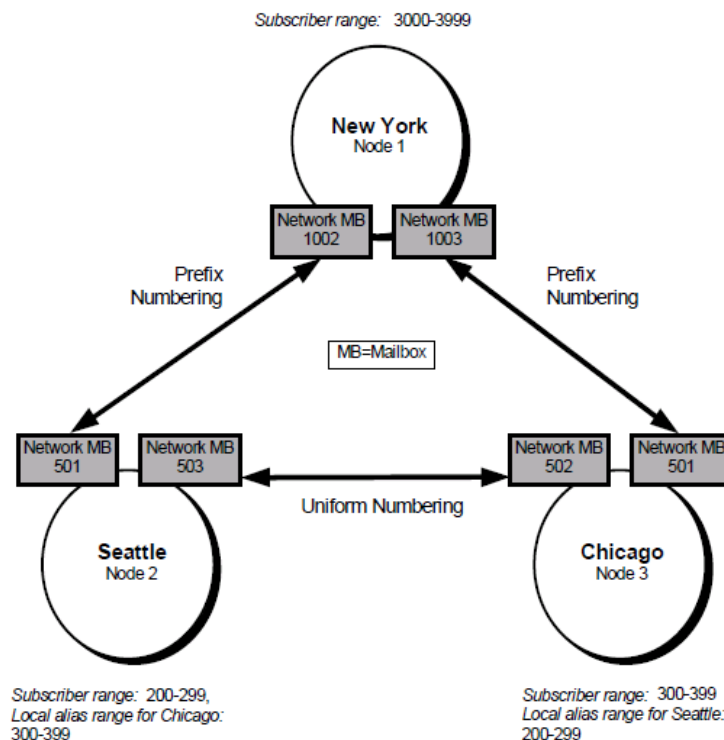 Subscriber range: 3000-3999
New York
Node 1
Network MB
1002
Network MB
1003
Prefix
Numbering
Prefix
Numbering
MB=Mailbox
Network MB
501
Network MB
503
Network MB
502
Network MB
501
Uniform Numbering
Seattle
Node 2
Chicago
Node 3
Subscriber range: 200-299,
Local alias range for Chicago:
300-399
Subscriber range: 300-399
Local alias range for Seattle:
200-299